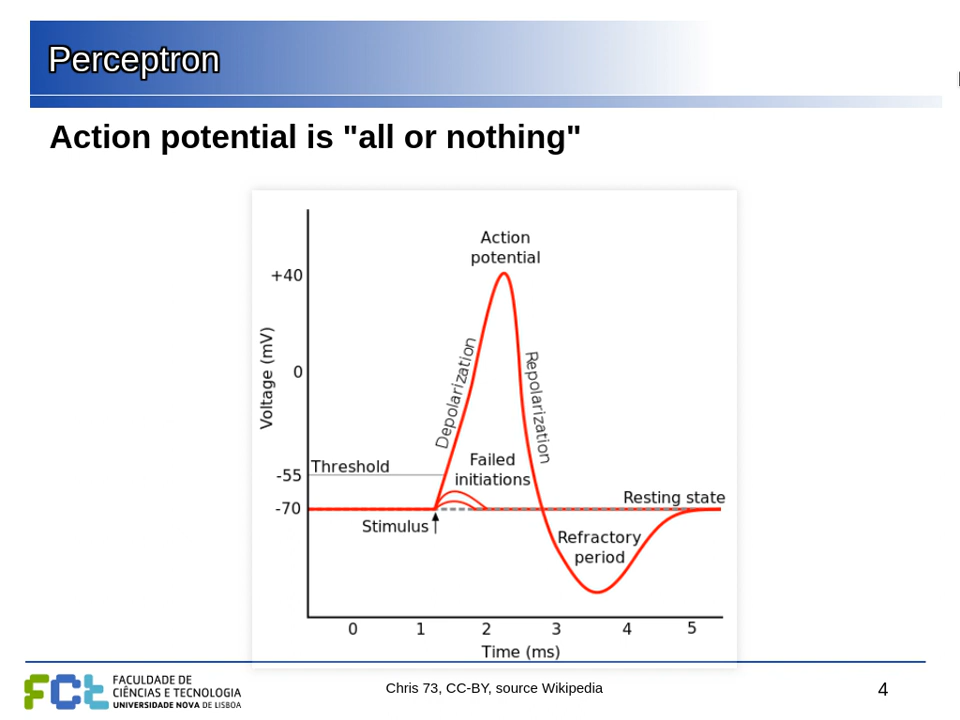 Perceptron
Action potential is "all or nothing"
Action
potential
+40
Voltage (mV)
0
Depolarization
Repolarization
Threshold
-55
Failed
initiations
-70
Resting state
Stimulus
Refractory
period
0 1 2 3 4 5
Time (ms)
FCt
FACULDADE DE
CIÊNCIAS E TECNOLOGIA
UNIVERSIDADE NOVA DE LISBOA
Chris 73, CC-BY, source Wikipedia
4